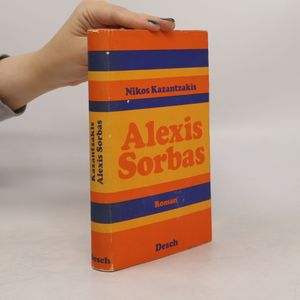 Nikos Kazantzakis
Alexis
Sorbas
Roman
Desch
Kazantzakis
Alexis Sorbas
Desch